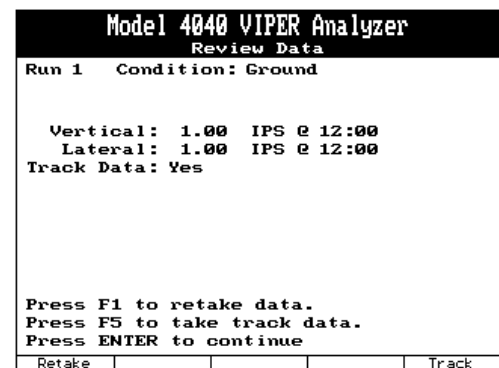 Model 4040 VIPER Analyzer
Review Data
Run 1 Condition: Ground
Vertical: 1.00 IPS @ 12:00
Lateral: 1.00 IPS @ 12:00
Track Data: Yes
Press F1 to retake data.
Press F5 to take track data.
Press ENTER to continue
Retake Track